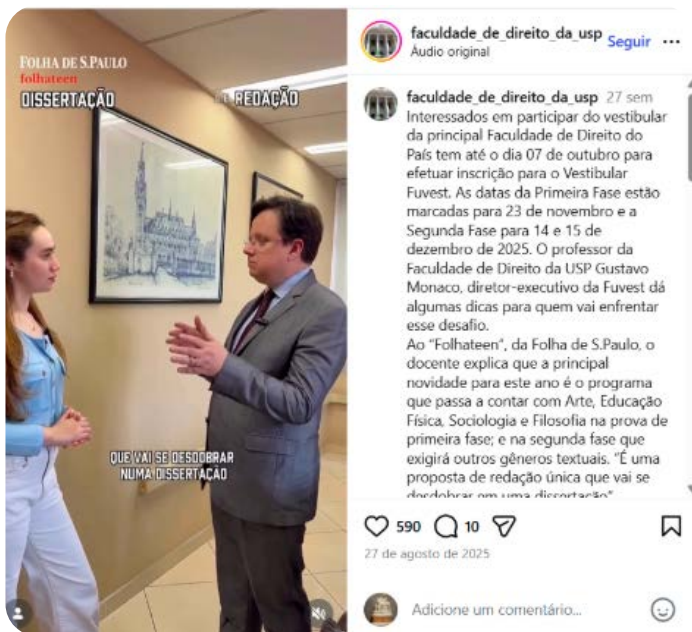 FOLHA DE S.PAULO
folhateen
DISSERTAÇÃO
REDAÇÃO
QUE VAI SE DESDOBRAR
NUMA DISSERTAÇÃO
faculdade_de_direito_da_usp Seguir
Áudio original
faculdade_de_direito_da_usp 27 sem
Interessados em participar do vestibular
da principal Faculdade de Direito do
País tem até o dia 07 de outubro para
efetuar inscrição para o Vestibular
Fuvest. As datas da Primeira Fase estão
marcadas para 23 de novembro e a
Segunda Fase para 14 e 15 de
dezembro de 2025. O professor da
Faculdade de Direito da USP Gustavo
Monaco, diretor-executivo da Fuvest dá
algumas dicas para quem vai enfrentar
esse desafio.
Ao "Folhateen", da Folha de S.Paulo, o
docente explica que a principal
novidade para este ano é o programa
que passa a contar com Arte, Educação
Física, Sociologia e Filosofia na prova de
primeira fase; e na segunda fase que
exigirá outros gêneros textuais. "É uma
proposta de redação única que vai se
desdobrar em uma dissertação"
590 10
27 de agosto de 2025
Adicione um comentário...